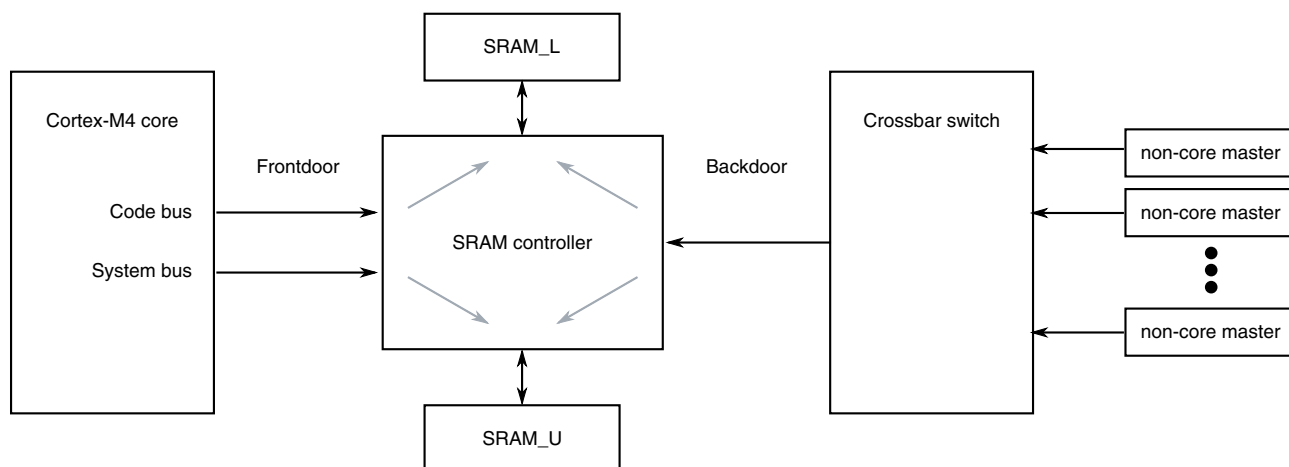 SRAM_L
Cortex-M4 core
Crossbar switch
Frontdoor
Backdoor
non-core master
Code bus
non-core master
SRAM controller
System bus
non-core master
SRAM_U